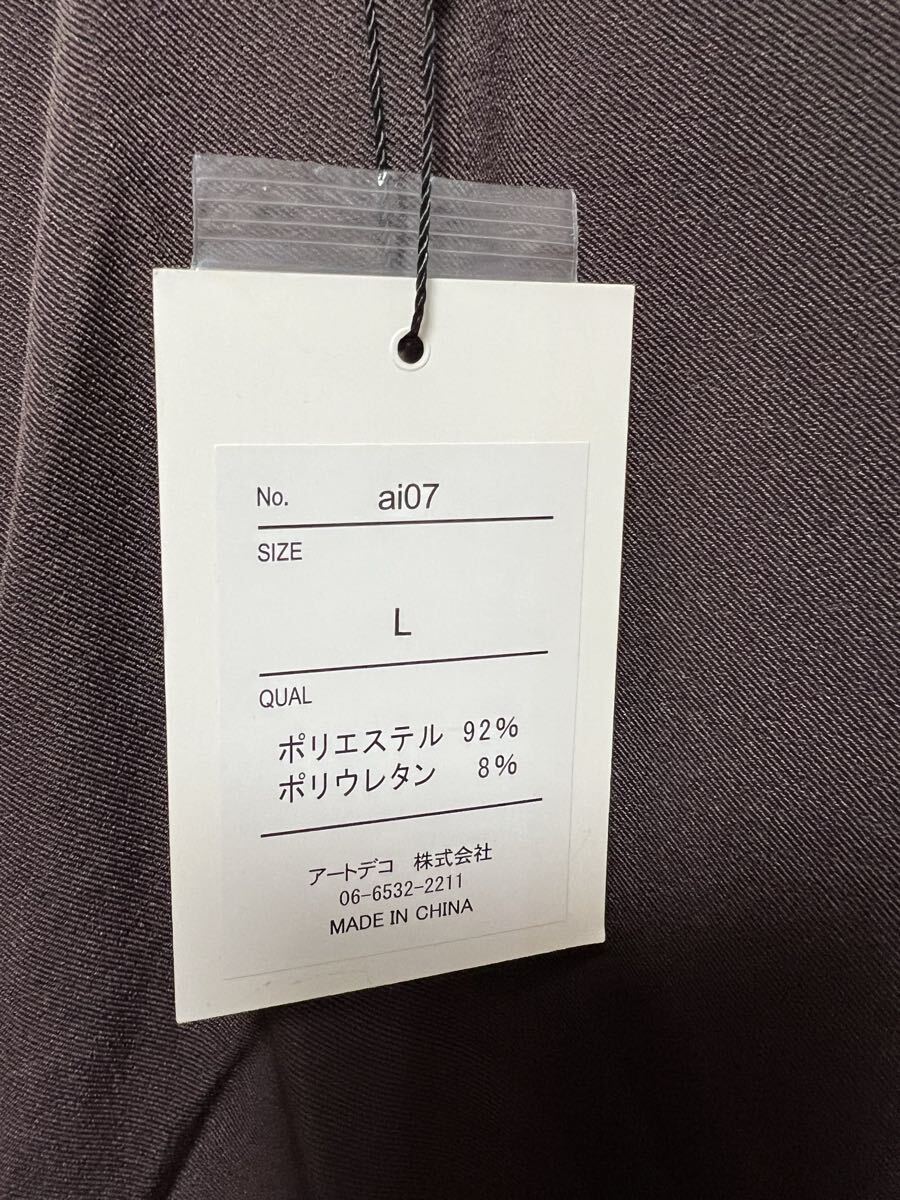 No. ai07
SIZE
L
QUAL
ポリエステル 92%
ポリウレタン 8%
アートデコ 株式会社
06-6532-2211
MADE IN CHINA